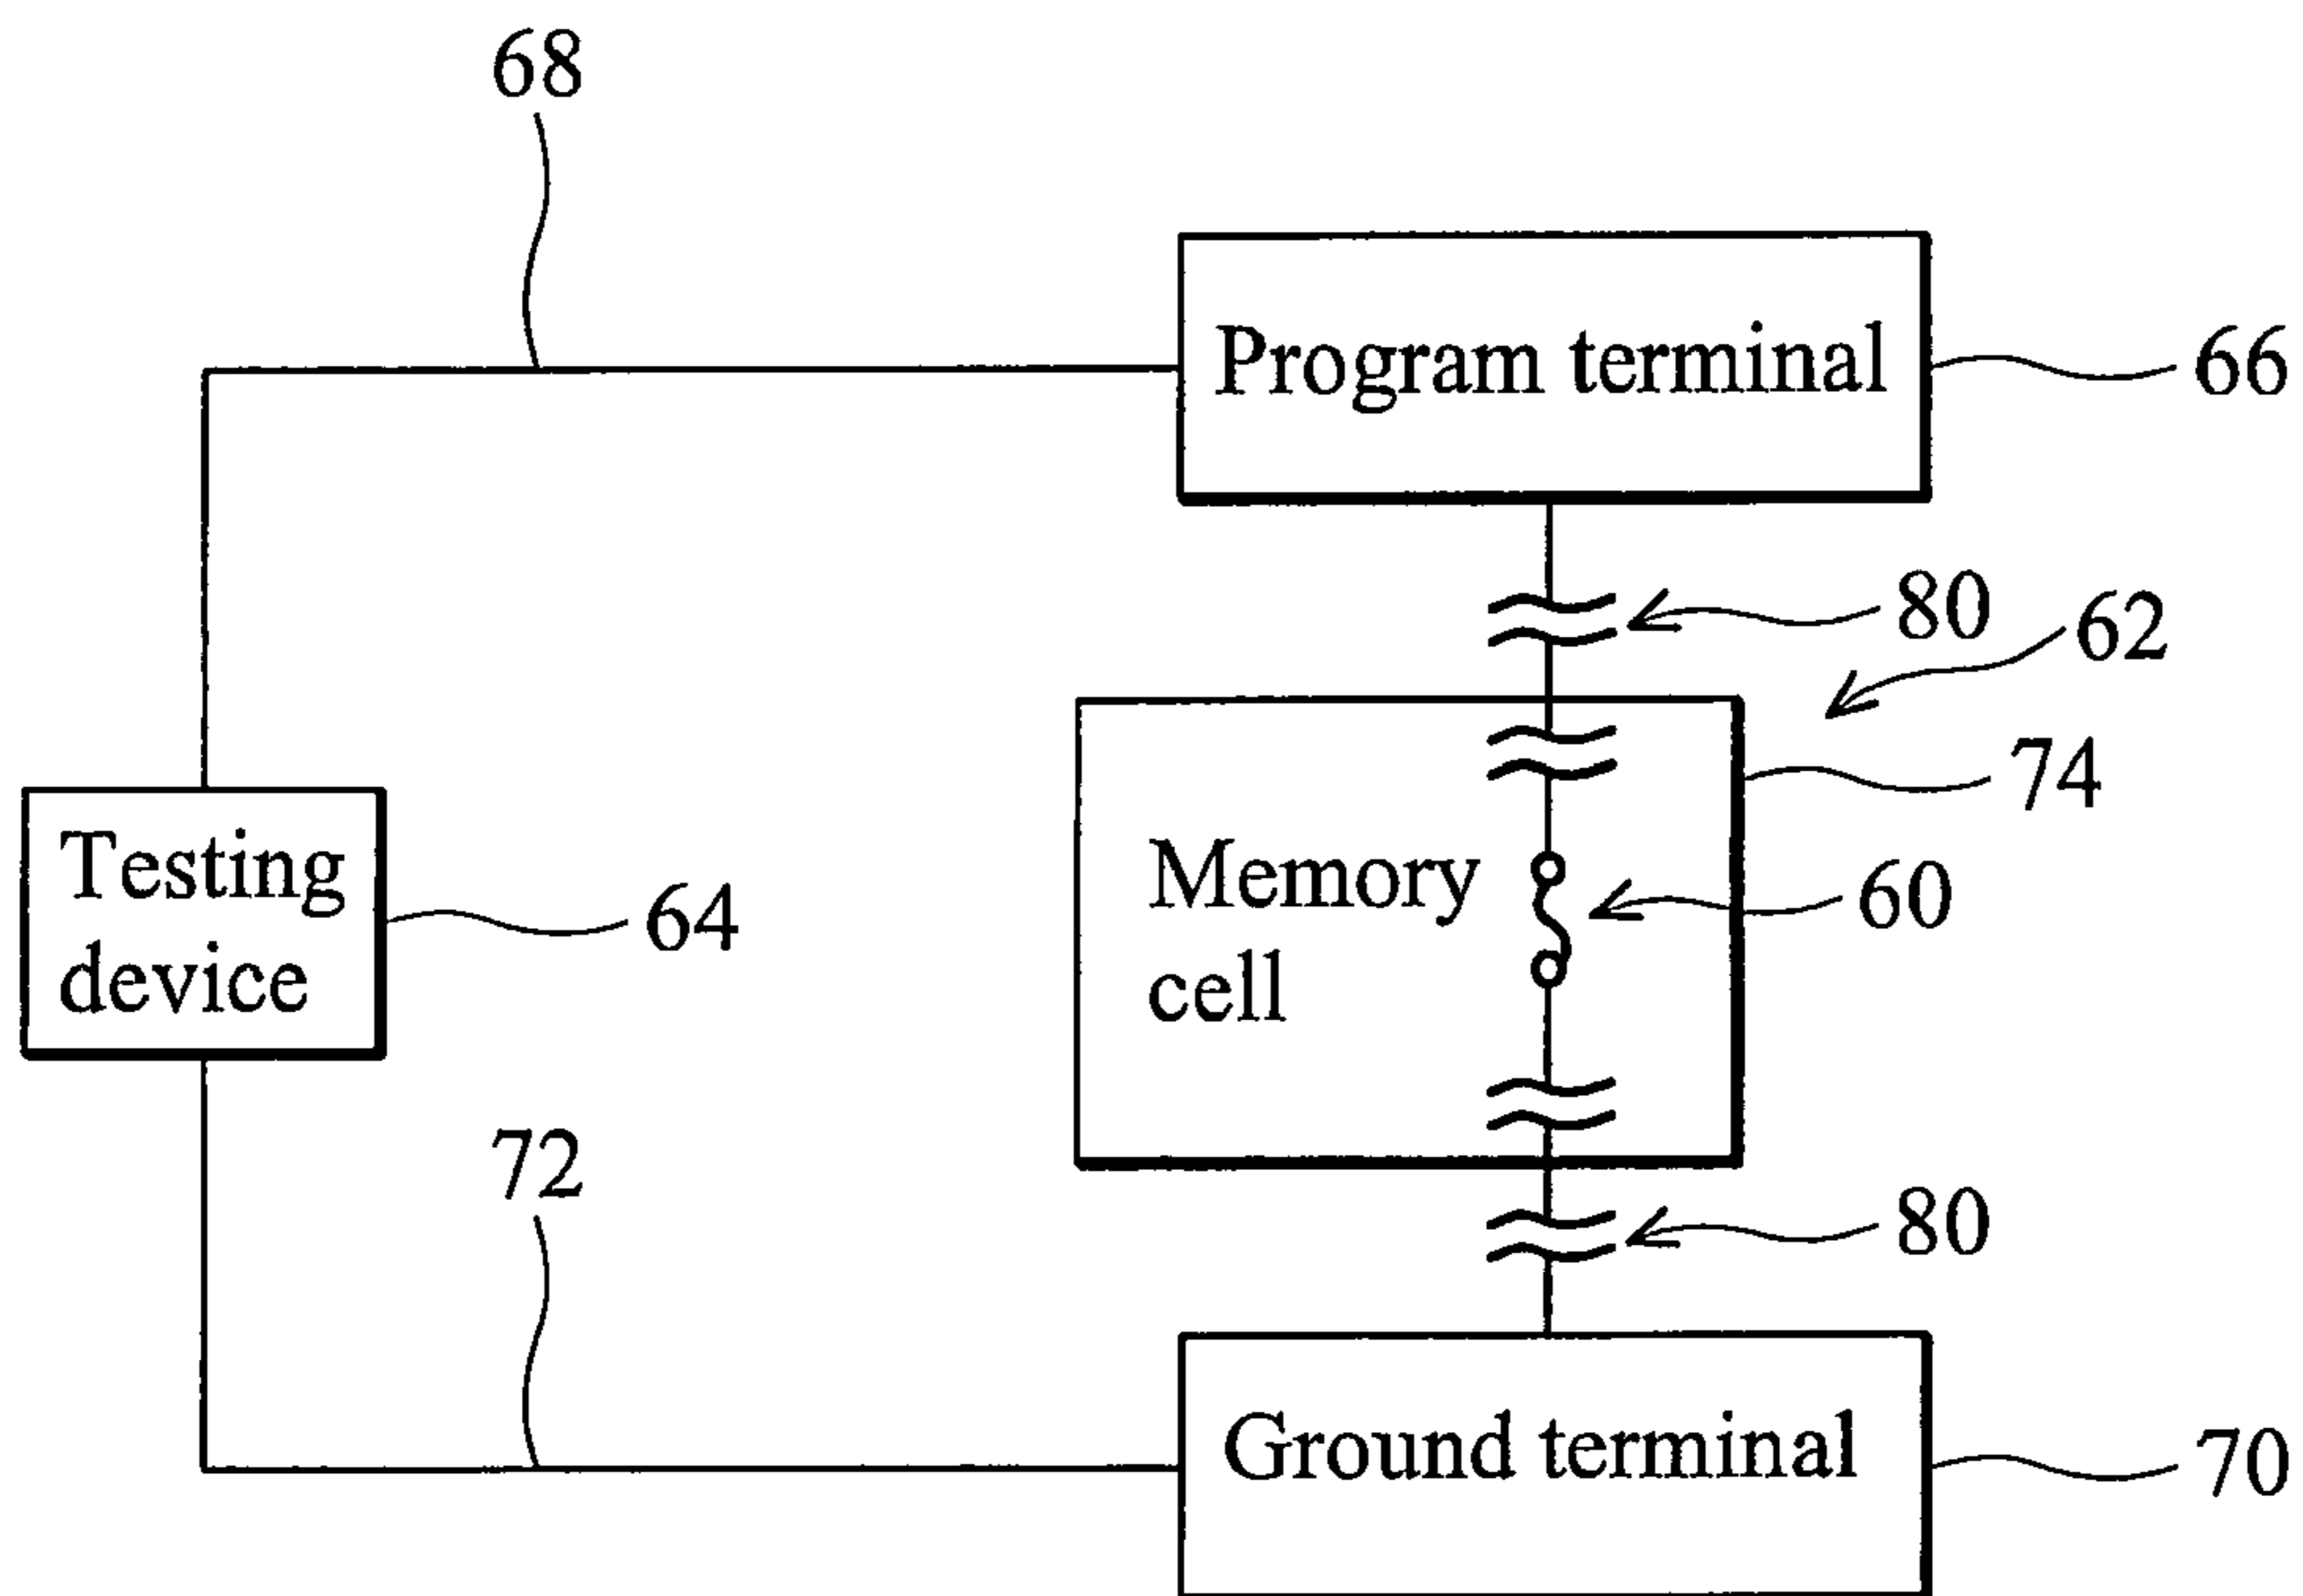 68
Program terminal
66
80
62
74
Memory
cell
60
Testing
device
64
72
80
Ground terminal
70